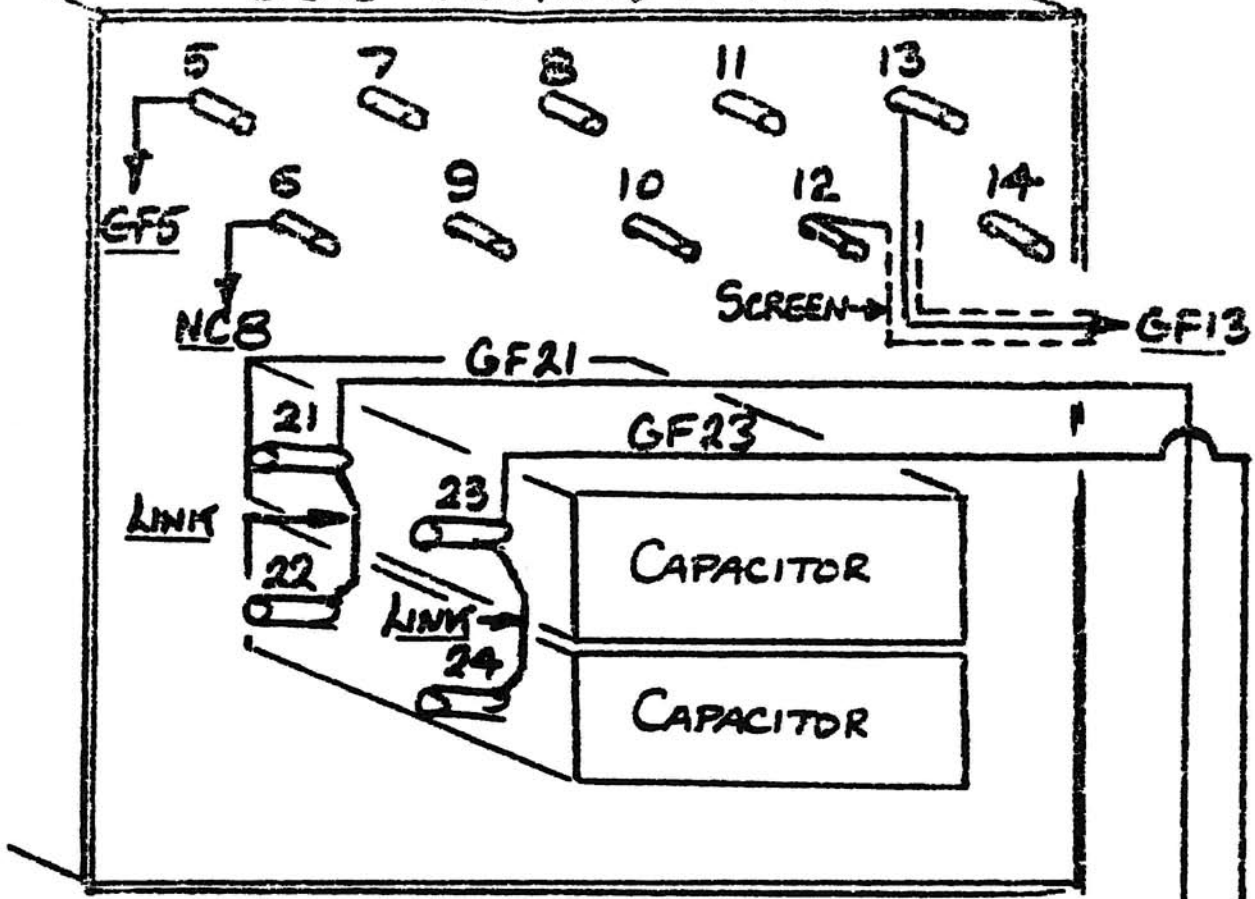 5 7 8 11 13
6 9 10 12 14
GF5
SCREEN
NC8
GF13
GF21
21
GF23
23
LINK
CAPACITOR
22
LINK
24
CAPACITOR